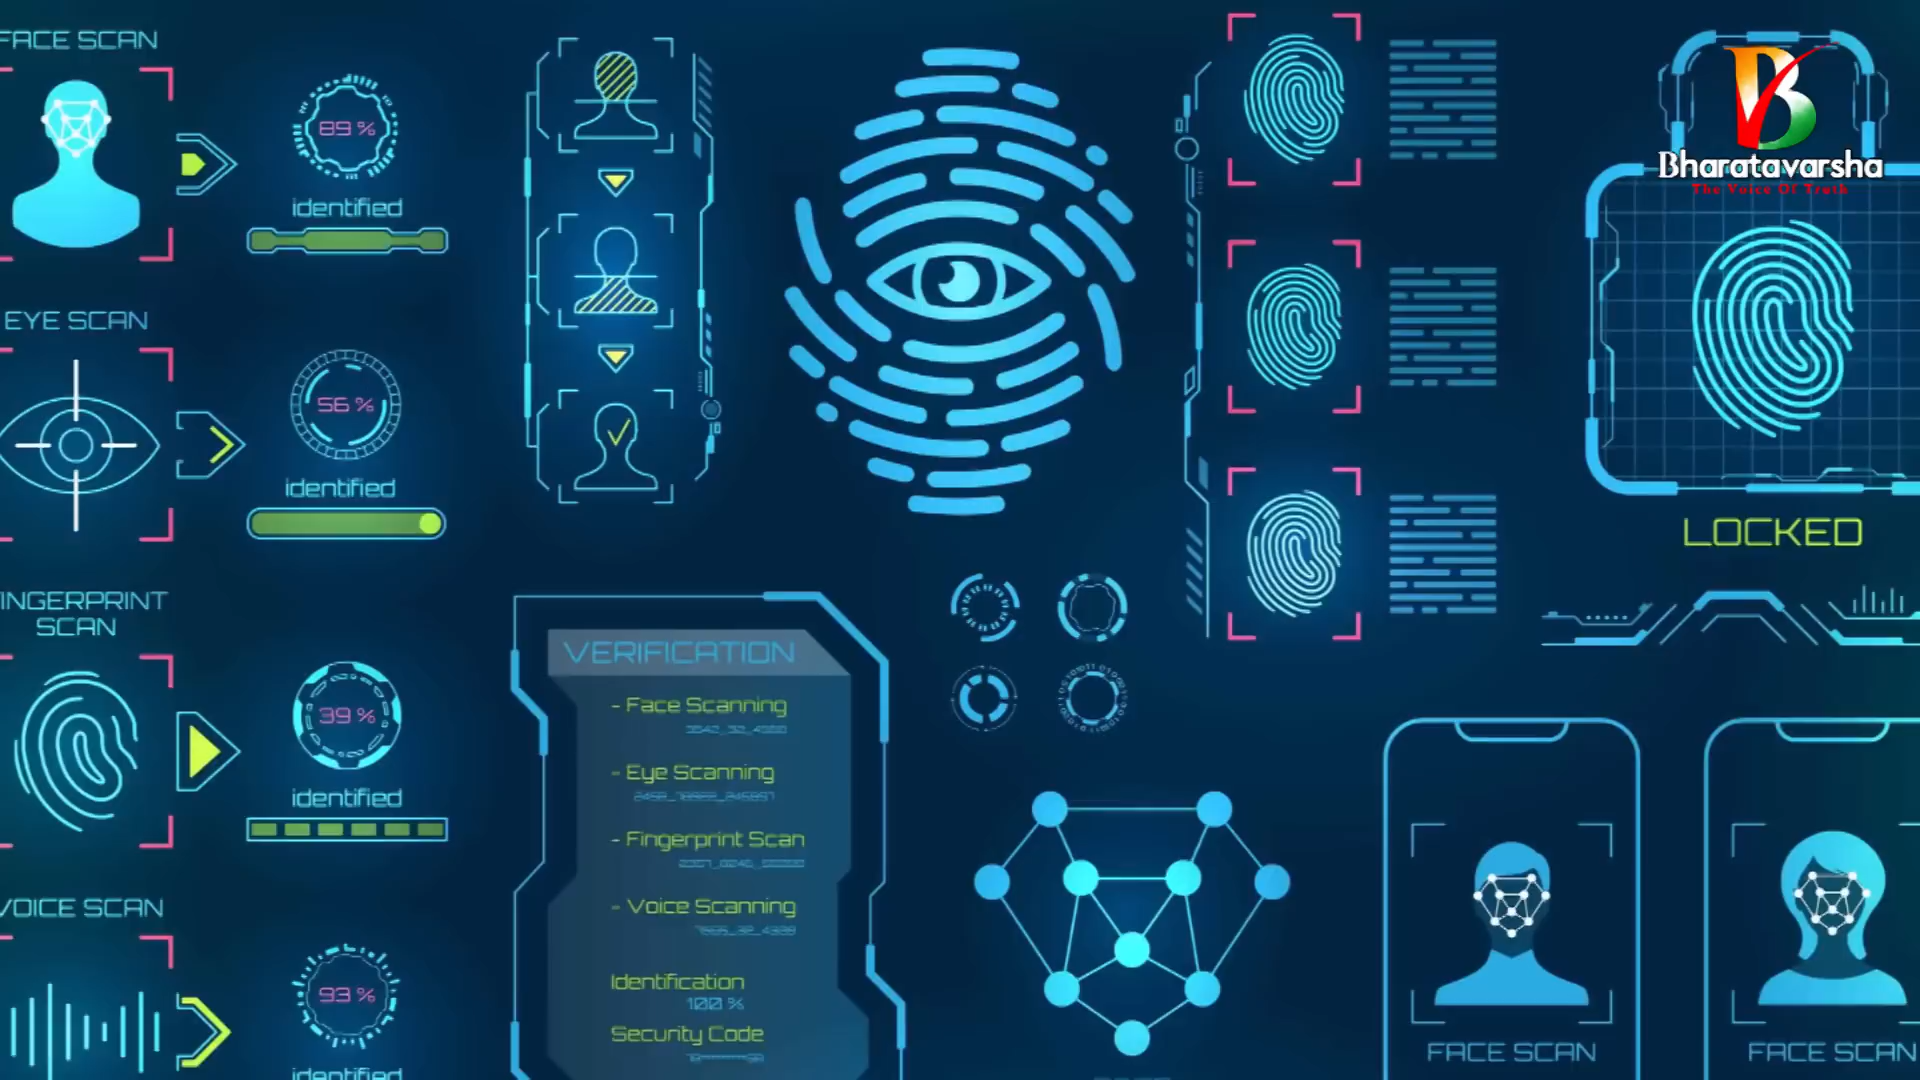 FACE SCAN
89 %
identified
EYE SCAN
56 %
identified
FINGERPRINT
SCAN
39 %
identified
VOICE SCAN
93 %
identified
VERIFICATION
- Face Scanning
- Eye Scanning
- Fingerprint Scan
- Voice Scanning
Identification
100 %
Security Code
B
Bharatavarsha
The Voice Of Truth
LOCKED
FACE SCAN
FACE SCAN